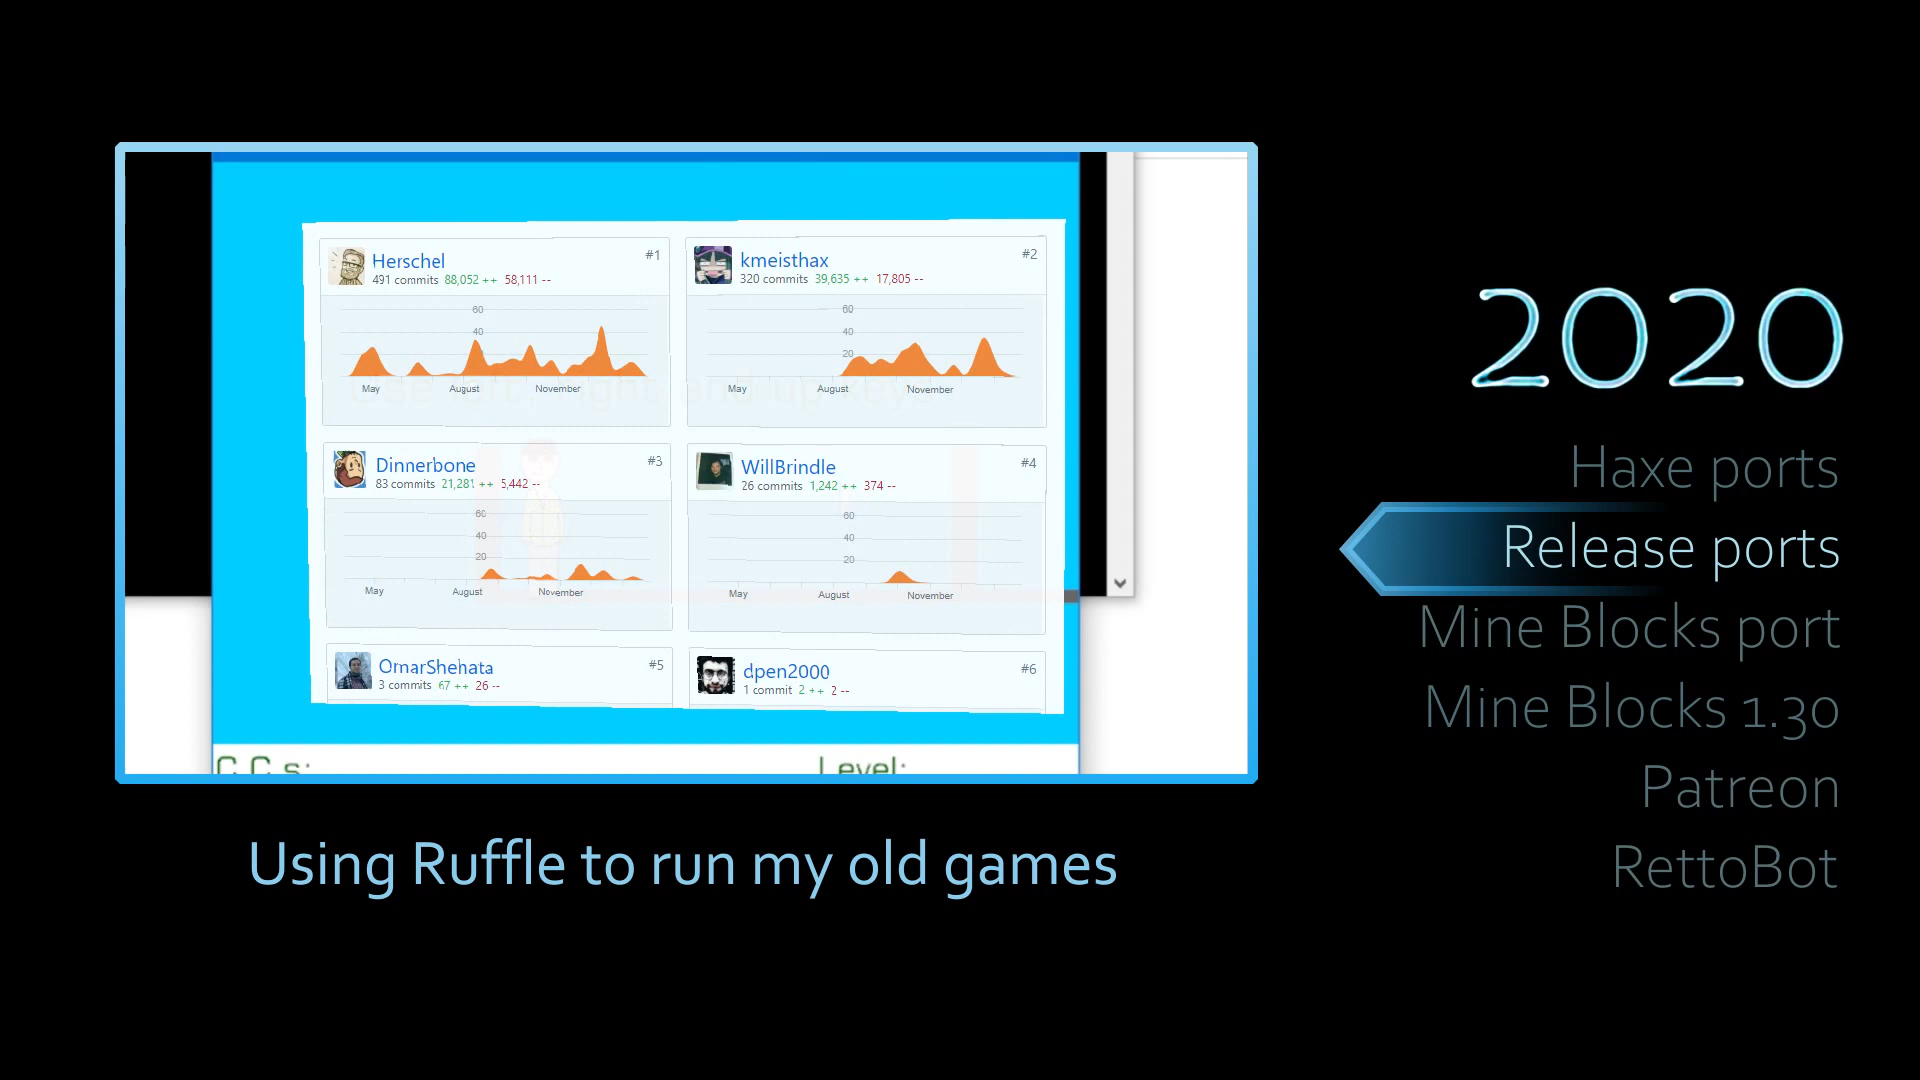 Herschel #1
491 commits 88,052 ++ 58,111 --
60
40
May August November
kmeisthax #2
320 commits 39,635 ++ 17,805 --
60
40
20
May August November
Dinnerbone #3
83 commits 21,281 ++ 5,442 --
60
40
20
May August November
WillBrindle #4
26 commits 1,242 ++ 374 --
60
40
20
May August November
OmarShehata #5
3 commits 67 ++ 26 --
dpen2000 #6
1 commit 2 ++ 2 --
C.C.s: Level:
Using Ruffle to run my old games
2020
Haxe ports
Release ports
Mine Blocks port
Mine Blocks 1.30
Patreon
RettoBot